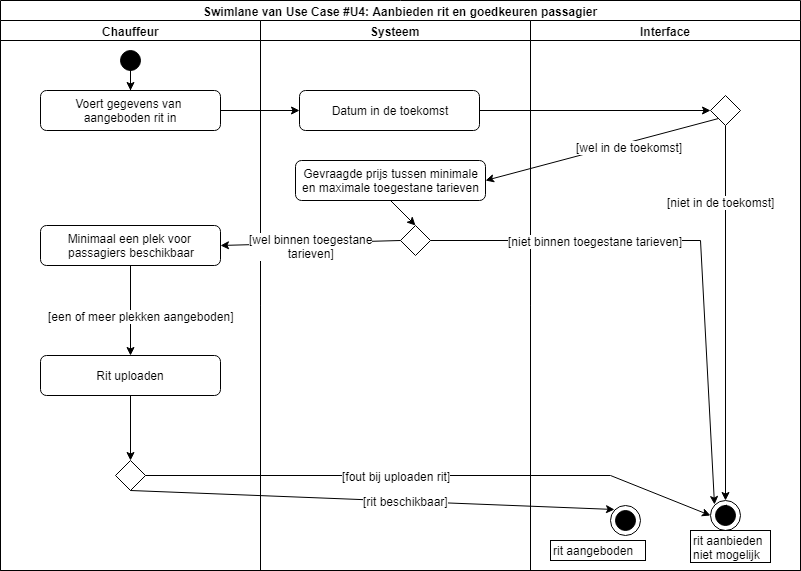 Swimlane van Use Case #U4: Aanbieden rit en goedkeuren passagier
Chauffeur
Systeem
Interface
Voert gegevens van
aangeboden rit in
Datum in de toekomst
[wel in de toekomst]
Gevraagde prijs tussen minimale
en maximale toegestane tarieven
[niet in de toekomst]
Minimaal een plek voor
passagiers beschikbaar
[wel binnen toegestane
tarieven]
[niet binnen toegestane tarieven]
[een of meer plekken aangeboden]
Rit uploaden
[fout bij uploaden rit]
[rit beschikbaar]
rit aangeboden
rit aanbieden
niet mogelijk